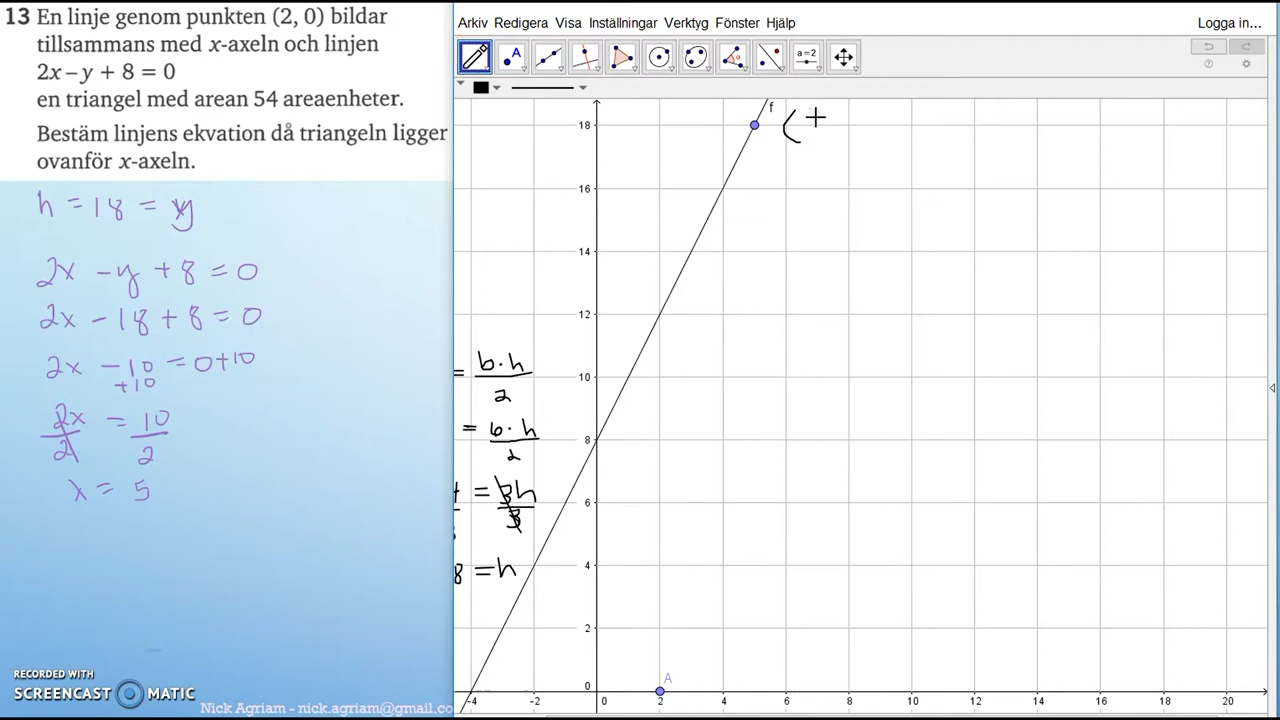 13 En linje genom punkten (2, 0) bildar
tillsammans med x-axeln och linjen
2x – y + 8 = 0
en triangel med arean 54 areaenheter.
Bestäm linjens ekvation då triangeln ligger
ovanför x-axeln.
h = 18 = y
2x - y + 8 = 0
2x - 18 + 8 = 0
2x - 10 = 0 + 10
+10
2x = 10
2 2
x = 5
RECORDED WITH
SCREENCAST MATIC
Nick Agriam - nick.agriam@gmail.co
Arkiv Redigera Visa Inställningar Verktyg Fönster Hjälp
Logga in...
A
a=2
f
(
18
16
14
12
10
8
6
4
2
0
= b·h
2
= 6·h
2
= 3h
3
8 = h
A
-4 -2 0 2 4 6 8 10 12 14 16 18 20